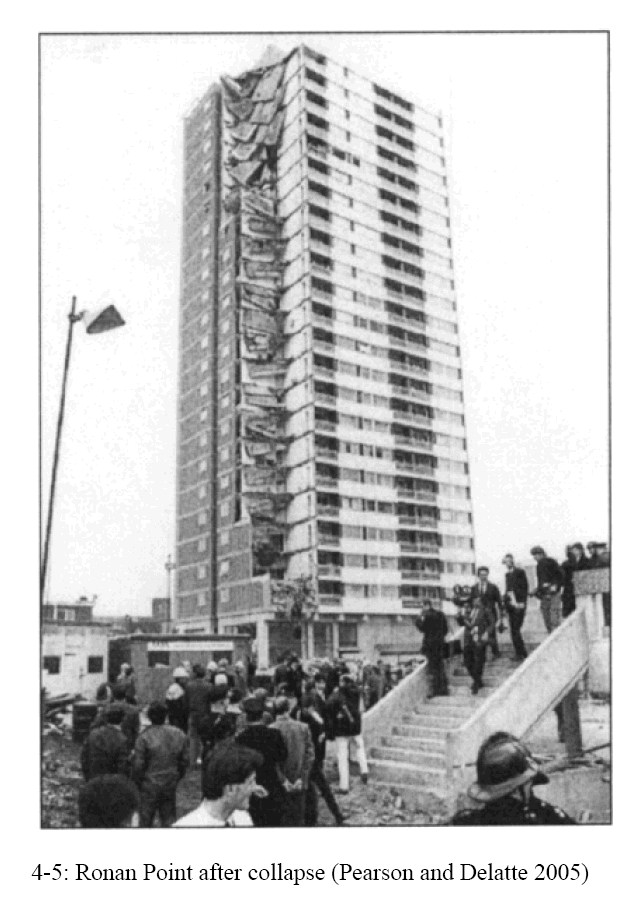 4-5: Ronan Point after collapse (Pearson and Delatte 2005)